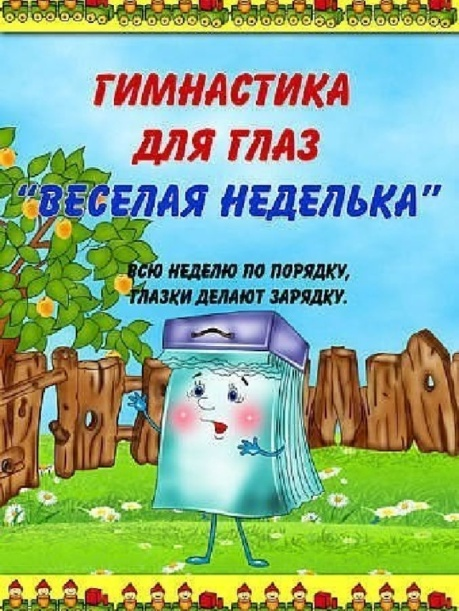 ГИМНАСТИКА
ДЛЯ ГЛАЗ
"ВЕСЕЛАЯ НЕДЕЛЬКА"
ВСЮ НЕДЕЛЮ ПО ПОРЯДКУ,
ГЛАЗКИ ДЕЛАЮТ ЗАРЯДКУ.